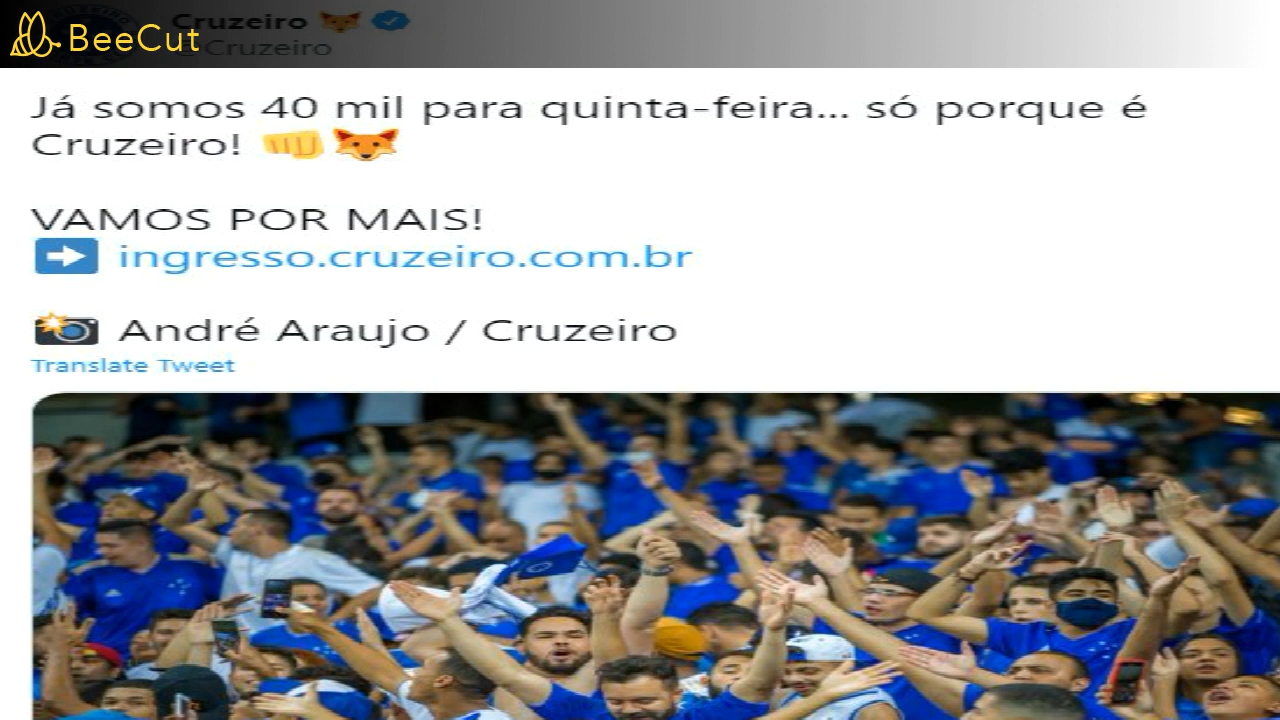 Cruzeiro
BeeCut
@Cruzeiro
Já somos 40 mil para quinta-feira... só porque é
Cruzeiro!
VAMOS POR MAIS!
ingresso.cruzeiro.com.br
André Araujo / Cruzeiro
Translate Tweet